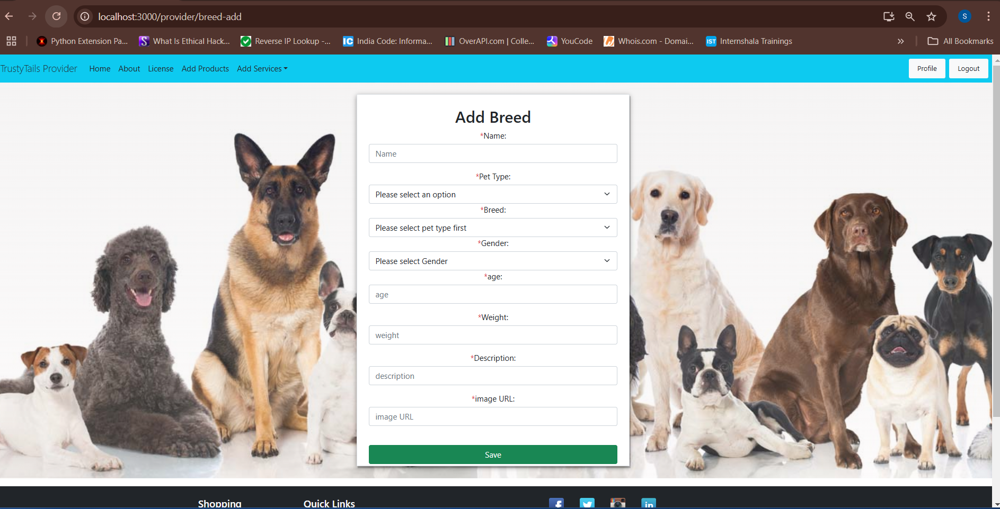 localhost:3000/provider/breed-add
S
Python Extension Pa...
What Is Ethical Hack...
Reverse IP Lookup -...
India Code: Informa...
OverAPI.com | Colle...
YouCode
Whois.com - Domai...
Internshala Trainings
All Bookmarks
TrustyTails Provider
Home
About
License
Add Products
Add Services
Profile
Logout
Add Breed
*Name:
Name
*Pet Type:
Please select an option
*Breed:
Please select pet type first
*Gender:
Please select Gender
*age:
age
*Weight:
weight
*Description:
description
*image URL:
image URL
Save
Shopping
Quick Links